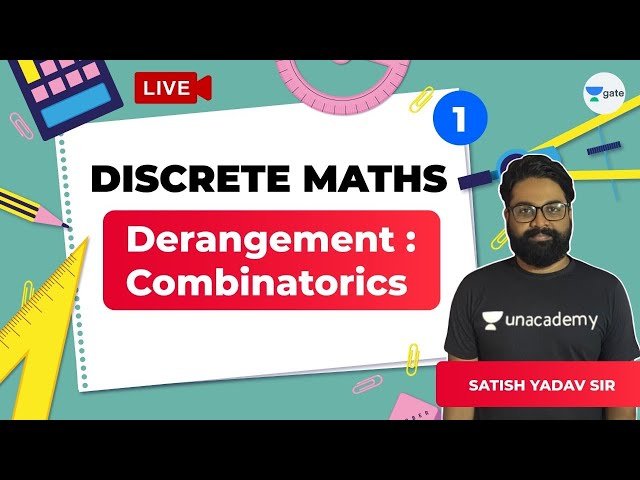 LIVE
gate
1
DISCRETE MATHS
Derangement :
Combinatorics
unacademy
SATISH YADAV SIR